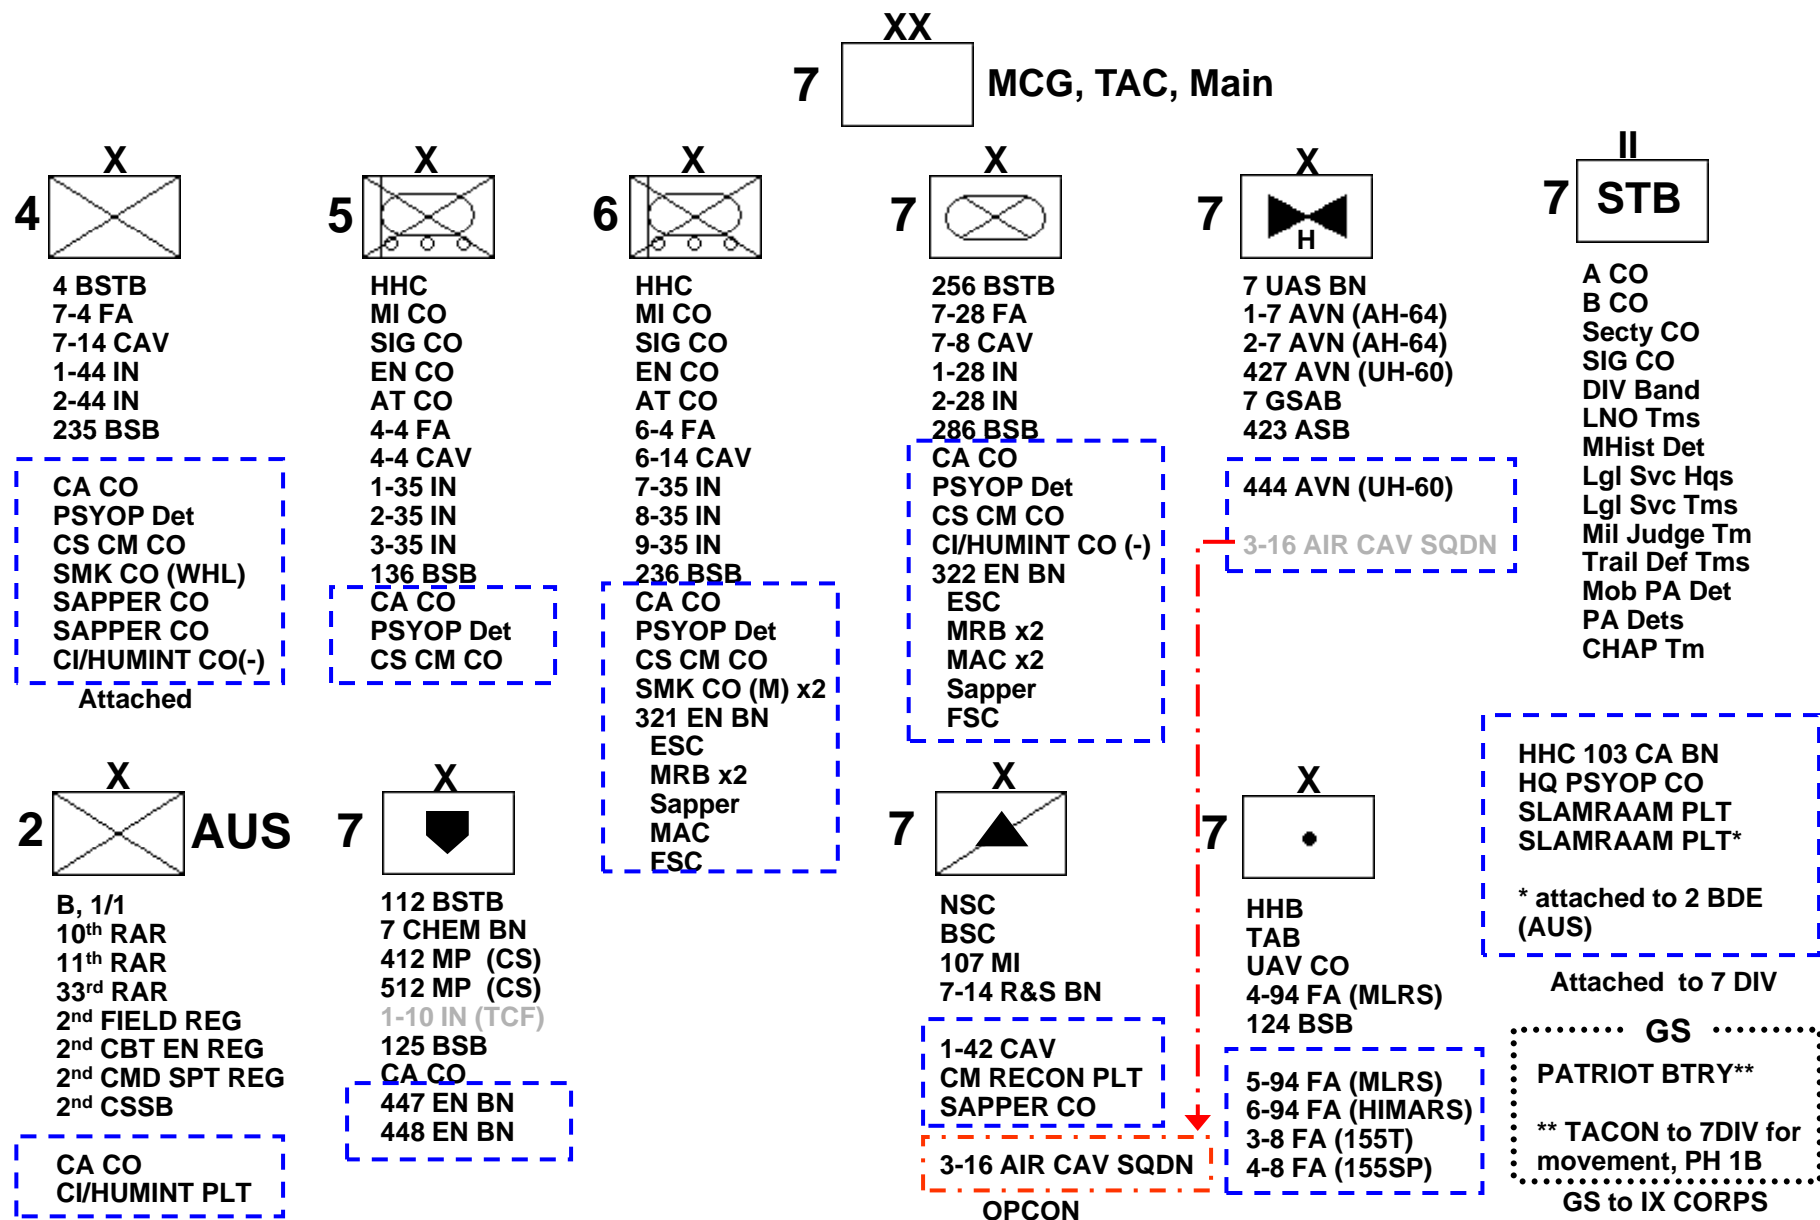 XX
7
MCG, TAC, Main
X
4
4 BSTB
7-4 FA
7-14 CAV
1-44 IN
2-44 IN
235 BSB
CA CO
PSYOP Det
CS CM CO
SMK CO (WHL)
SAPPER CO
SAPPER CO
CI/HUMINT CO(-)
Attached
X
5
HHC
MI CO
SIG CO
EN CO
AT CO
4-4 FA
4-4 CAV
1-35 IN
2-35 IN
3-35 IN
136 BSB
CA CO
PSYOP Det
CS CM CO
X
6
HHC
MI CO
SIG CO
EN CO
AT CO
6-4 FA
6-14 CAV
7-35 IN
8-35 IN
9-35 IN
236 BSB
CA CO
PSYOP Det
CS CM CO
SMK CO (M) x2
321 EN BN
ESC
MRB x2
Sapper
MAC
FSC
X
7
256 BSTB
7-28 FA
7-8 CAV
1-28 IN
2-28 IN
286 BSB
CA CO
PSYOP Det
CS CM CO
CI/HUMINT CO (-)
322 EN BN
ESC
MRB x2
MAC x2
Sapper
FSC
X
7
H
7 UAS BN
1-7 AVN (AH-64)
2-7 AVN (AH-64)
427 AVN (UH-60)
7 GSAB
423 ASB
444 AVN (UH-60)
3-16 AIR CAV SQDN
II
7 STB
A CO
B CO
Secty CO
SIG CO
DIV Band
LNO Tms
MHist Det
Lgl Svc Hqs
Lgl Svc Tms
Mil Judge Tm
Trail Def Tms
Mob PA Det
PA Dets
CHAP Tm
X
2 AUS
B, 1/1
10th RAR
11th RAR
33rd RAR
2nd FIELD REG
2nd CBT EN REG
2nd CMD SPT REG
2nd CSSB
CA CO
CI/HUMINT PLT
X
7
112 BSTB
7 CHEM BN
412 MP (CS)
512 MP (CS)
1-10 IN (TCF)
125 BSB
CA CO
447 EN BN
448 EN BN
X
7
NSC
BSC
107 MI
7-14 R&S BN
1-42 CAV
CM RECON PLT
SAPPER CO
3-16 AIR CAV SQDN
OPCON
X
7
HHB
TAB
UAV CO
4-94 FA (MLRS)
124 BSB
5-94 FA (MLRS)
6-94 FA (HIMARS)
3-8 FA (155T)
4-8 FA (155SP)
HHC 103 CA BN
HQ PSYOP CO
SLAMRAAM PLT
SLAMRAAM PLT*
* attached to 2 BDE
(AUS)
Attached to 7 DIV
GS
PATRIOT BTRY**
** TACON to 7DIV for
movement, PH 1B
GS to IX CORPS